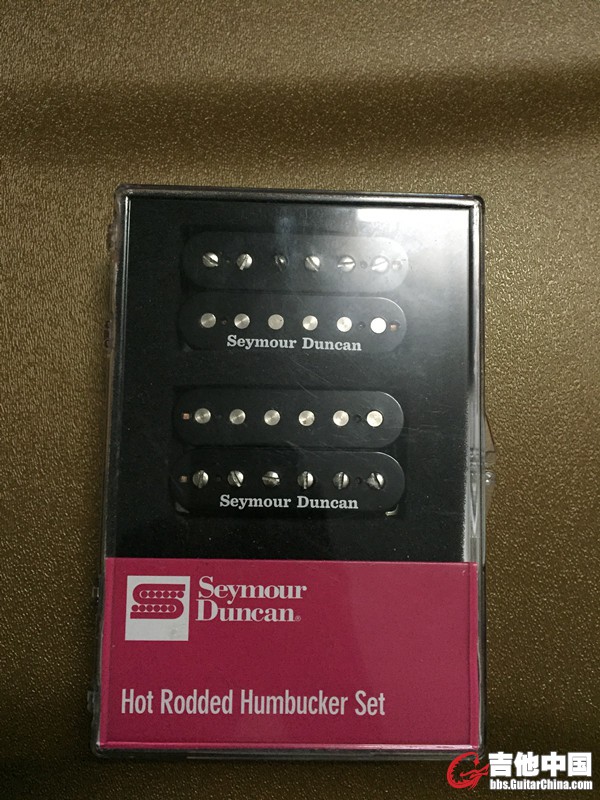 Seymour Duncan
Seymour Duncan
Seymour
Duncan®
Hot Rodded Humbucker Set
吉他中国
bbs.GuitarChina.com